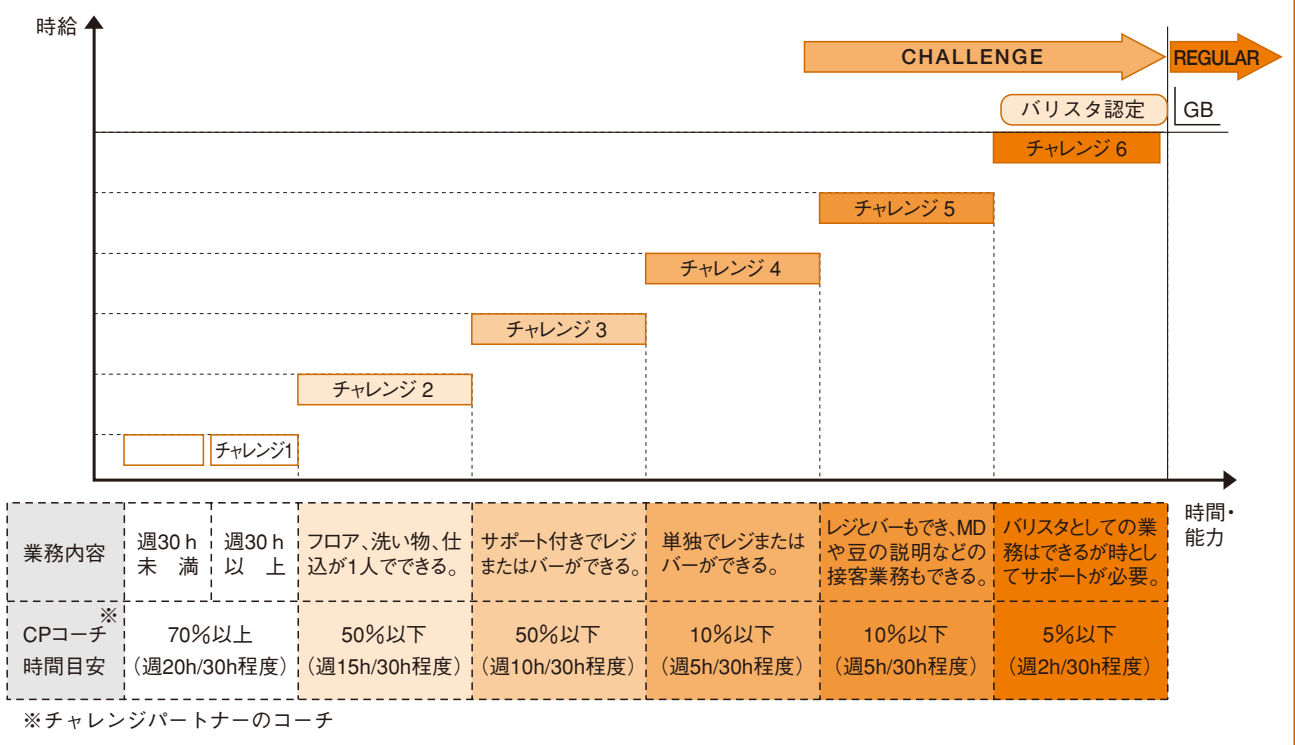 時給
CHALLENGE
REGULAR
バリスタ認定
GB
チャレンジ 6
チャレンジ 5
チャレンジ 4
チャレンジ 3
チャレンジ 2
チャレンジ1
時間・
能力
業務内容
週30ｈ
未　満
週30ｈ
以　上
フロア、洗い物、仕
込が1人でできる。
サポート付きでレジ
またはバーができる。
単独でレジまたは
バーができる。
レジとバーもでき、MD
や豆の説明などの
接客業務もできる。
バリスタとしての業
務はできるが時とし
てサポートが必要。
※
CPコーチ
時間目安
70%以上
（週20h/30h程度）
50%以下
（週15h/30h程度）
50%以下
（週10h/30h程度）
10%以下
（週5h/30h程度）
10%以下
（週5h/30h程度）
5%以下
（週2h/30h程度）
※チャレンジパートナーのコーチ